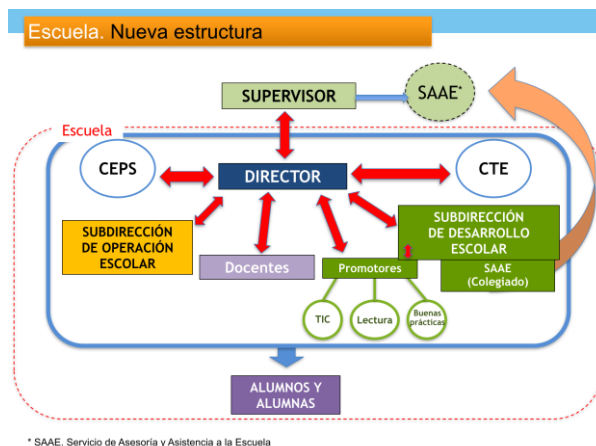 Escuela. Nueva estructura
SUPERVISOR
SAAE*
Escuela
CEPS
DIRECTOR
CTE
SUBDIRECCIÓN
DE OPERACIÓN
ESCOLAR
Docentes
Promotores
SUBDIRECCIÓN
DE DESARROLLO
ESCOLAR
SAAE
(Colegiado)
TIC
Lectura
Buenas
prácticas
ALUMNOS Y
ALUMNAS
* SAAE. Servicio de Asesoría y Asistencia a la Escuela